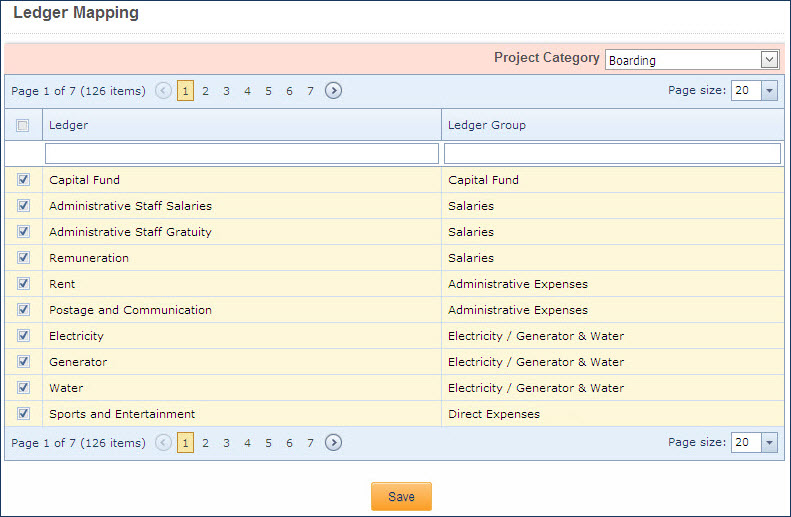 Ledger Mapping
Project Category Boarding
Page 1 of 7 (126 items) 1 2 3 4 5 6 7 Page size: 20
Ledger Ledger Group
Capital Fund Capital Fund
Administrative Staff Salaries Salaries
Administrative Staff Gratuity Salaries
Remuneration Salaries
Rent Administrative Expenses
Postage and Communication Administrative Expenses
Electricity Electricity / Generator & Water
Generator Electricity / Generator & Water
Water Electricity / Generator & Water
Sports and Entertainment Direct Expenses
Page 1 of 7 (126 items) 1 2 3 4 5 6 7 Page size: 20
Save